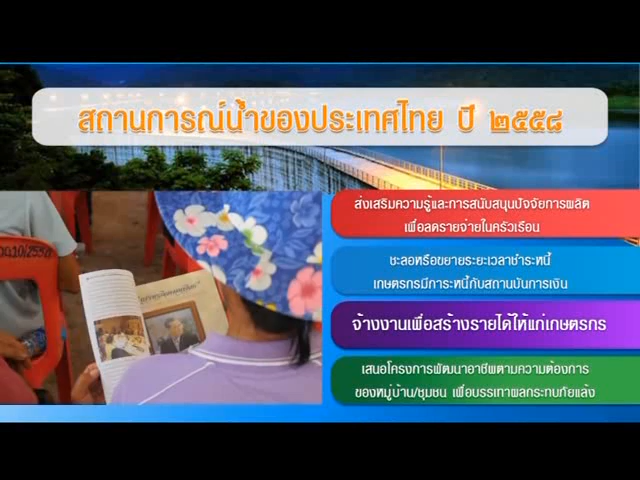 สถานการณ์น้ำของประเทศไทย ปี ๒๕๕๘
ส่งเสริมความรู้และการสนับสนุนปัจจัยการผลิต
เพื่อลดรายจ่ายในครัวเรือน
ชะลอหรือขยายระยะเวลาชำระหนี้
เกษตรกรมีภาระหนี้กับสถาบันการเงิน
จ้างงานเพื่อสร้างรายได้ให้แก่เกษตรกร
เสนอโครงการพัฒนาอาชีพตามความต้องการ
ของหมู่บ้าน/ชุมชน เพื่อบรรเทาผลกระทบภัยแล้ง